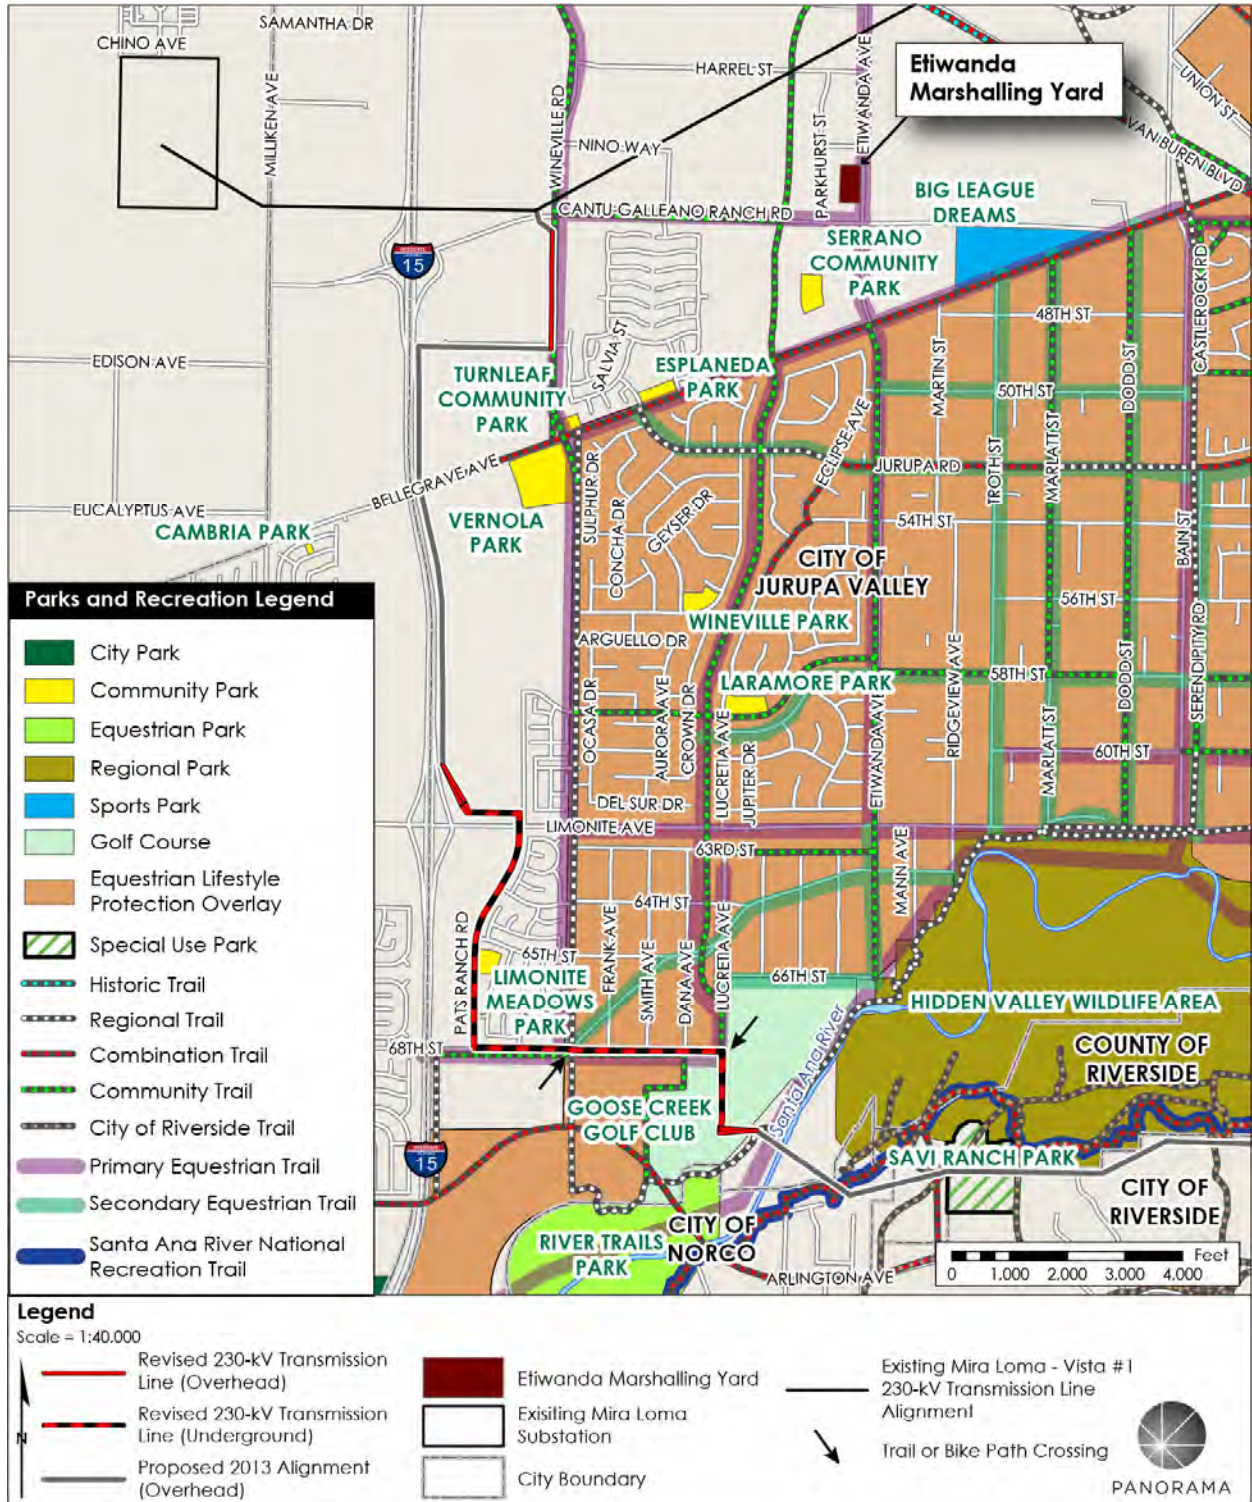 SAMANTHA DR
CHINO AVE
MILLIKEN AVE
WINEVILLE RD
HARREL ST
ETIWANDA AVE
Etiwanda
Marshalling Yard
UNION ST
VAN BUREN BLVD
NINO WAY
PARKHURST ST
CANTU-GALLEANO RANCH RD
BIG LEAGUE
DREAMS
SERRANO
COMMUNITY
PARK
INTERSTATE
15
CASTLEROCK RD
48TH ST
EDISON AVE
SALVIA ST
TURNLEAF
COMMUNITY
PARK
ESPLANEDA
PARK
MARTIN ST
DODD ST
50TH ST
ECLIPSE AVE
JURUPA RD
TROTH ST
MARLATT ST
BELLEGRAVE AVE
EUCALYPTUS AVE
CAMBRIA PARK
VERNOLA
PARK
SULPHUR DR
CONCHA DR
GEYSER DR
54TH ST
BAIN ST
CITY OF
JURUPA VALLEY
56TH ST
WINEVILLE PARK
ARGUELLO DR
LARAMORE PARK
58TH ST
RIDGEVIEW AVE
DODD ST
SERENDIPITY RD
OCASA DR
AURORA AVE
CROWN DR
LUCRETIA AVE
JUPITER DR
ETIWANDA AVE
MARLATT ST
60TH ST
DEL SUR DR
LIMONITE AVE
63RD ST
MANN AVE
64TH ST
PATS RANCH RD
65TH ST
FRANK AVE
SMITH AVE
DANA AVE
LUCRETIA AVE
66TH ST
LIMONITE
MEADOWS
PARK
HIDDEN VALLEY WILDLIFE AREA
Santa Ana River
68TH ST
COUNTY OF
RIVERSIDE
GOOSE CREEK
GOLF CLUB
INTERSTATE
15
SAVI RANCH PARK
CITY OF
RIVERSIDE
CITY OF
NORCO
RIVER TRAILS
PARK
ARLINGTON AVE
Feet
0 1,000 2,000 3,000 4,000
Parks and Recreation Legend
City Park
Community Park
Equestrian Park
Regional Park
Sports Park
Golf Course
Equestrian Lifestyle
Protection Overlay
Special Use Park
Historic Trail
Regional Trail
Combination Trail
Community Trail
City of Riverside Trail
Primary Equestrian Trail
Secondary Equestrian Trail
Santa Ana River National
Recreation Trail
Legend
Scale = 1:40,000
N
Revised 230-kV Transmission
Line (Overhead)
Revised 230-kV Transmission
Line (Underground)
Proposed 2013 Alignment
(Overhead)
Etiwanda Marshalling Yard
Exisiting Mira Loma
Substation
City Boundary
Existing Mira Loma - Vista #1
230-kV Transmission Line
Alignment
Trail or Bike Path Crossing
PANORAMA